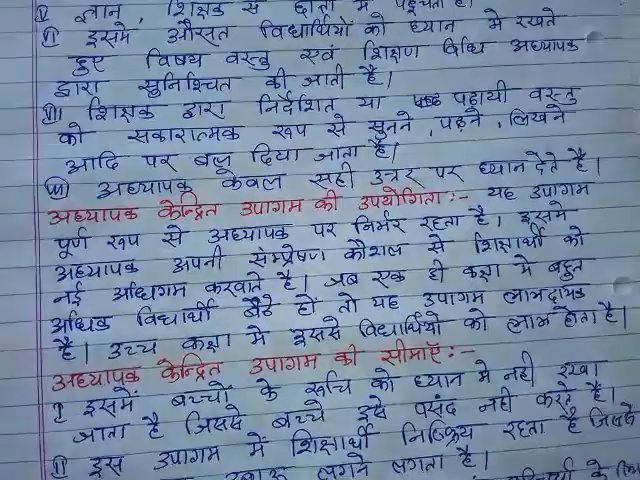 I ज्ञान, शिक्षक से छात्रों में पहुँचता है।
II इसमें औसत विद्यार्थियों को ध्यान में रखते
हुए विषय वस्तु एवं शिक्षण विधि अध्यापक
द्वारा सुनिश्चित की जाती है।
III शिक्षक द्वारा निर्देशित या पढ़ायी वस्तु
को सकारात्मक रूप से सुनने, पढ़ने, लिखने
आदि पर बल दिया जाता है।
अध्यापक केवल सही उत्तर पर ध्यान देते है।
अध्यापक केन्द्रित उपागम की उपयोगिता:- यह उपागम
पूर्ण रूप से अध्यापक पर निर्भर रहता है। इसमें
अध्यापक अपनी संम्प्रेषण कौशल से शिक्षार्थी को
नई अधिगम करवाते है। जब एक ही कक्षा में बहुत
अधिक विद्यार्थी बैठे हों तो यह उपागम लाभदायक
है। उच्च कक्षा में इससे विद्यार्थियों को लाभ होता है।
अध्यापक केन्द्रित उपागम की सीमाएँ:-
I इसमें बच्चों के रूचि को ध्यान में नही रखा
जाता है जिससे बच्चे इसे पसंद नही करते है।
II इस उपागम में शिक्षार्थी निष्क्रिय रहता है जिसके
लगने लगता है।
के लिए